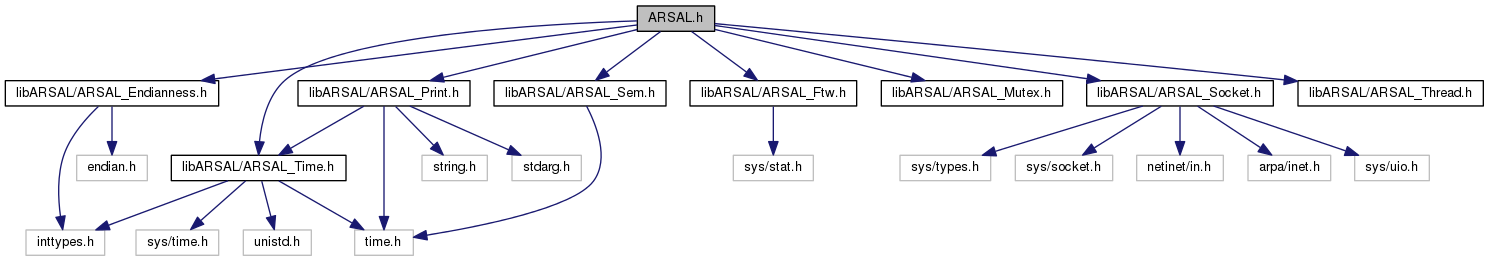 ARSAL.h
libARSAL/ARSAL_Endianness.h
libARSAL/ARSAL_Print.h
libARSAL/ARSAL_Sem.h
libARSAL/ARSAL_Ftw.h
libARSAL/ARSAL_Mutex.h
libARSAL/ARSAL_Socket.h
libARSAL/ARSAL_Thread.h
endian.h
libARSAL/ARSAL_Time.h
string.h
stdarg.h
sys/stat.h
sys/types.h
sys/socket.h
netinet/in.h
arpa/inet.h
sys/uio.h
inttypes.h
sys/time.h
unistd.h
time.h